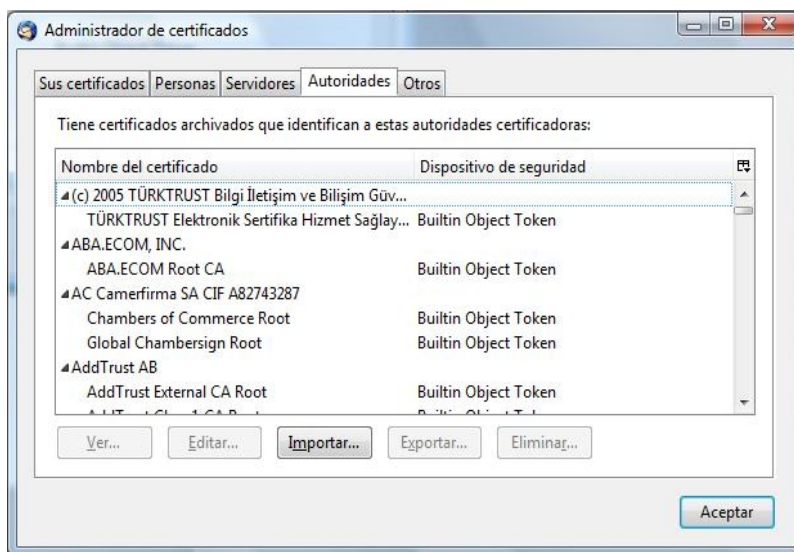 Administrador de certificados
Sus certificados Personas Servidores Autoridades Otros
Tiene certificados archivados que identifican a estas autoridades certificadoras:
Nombre del certificado Dispositivo de seguridad
(c) 2005 TÜRKTRUST Bilgi İletişim ve Bilişim Güv...
TÜRKTRUST Elektronik Sertifika Hizmet Sağlay... Builtin Object Token
ABA.ECOM, INC.
ABA.ECOM Root CA Builtin Object Token
AC Camerfirma SA CIF A82743287
Chambers of Commerce Root Builtin Object Token
Global Chambersign Root Builtin Object Token
AddTrust AB
AddTrust External CA Root Builtin Object Token
Ver... Editar... Importar... Exportar... Eliminar...
Aceptar